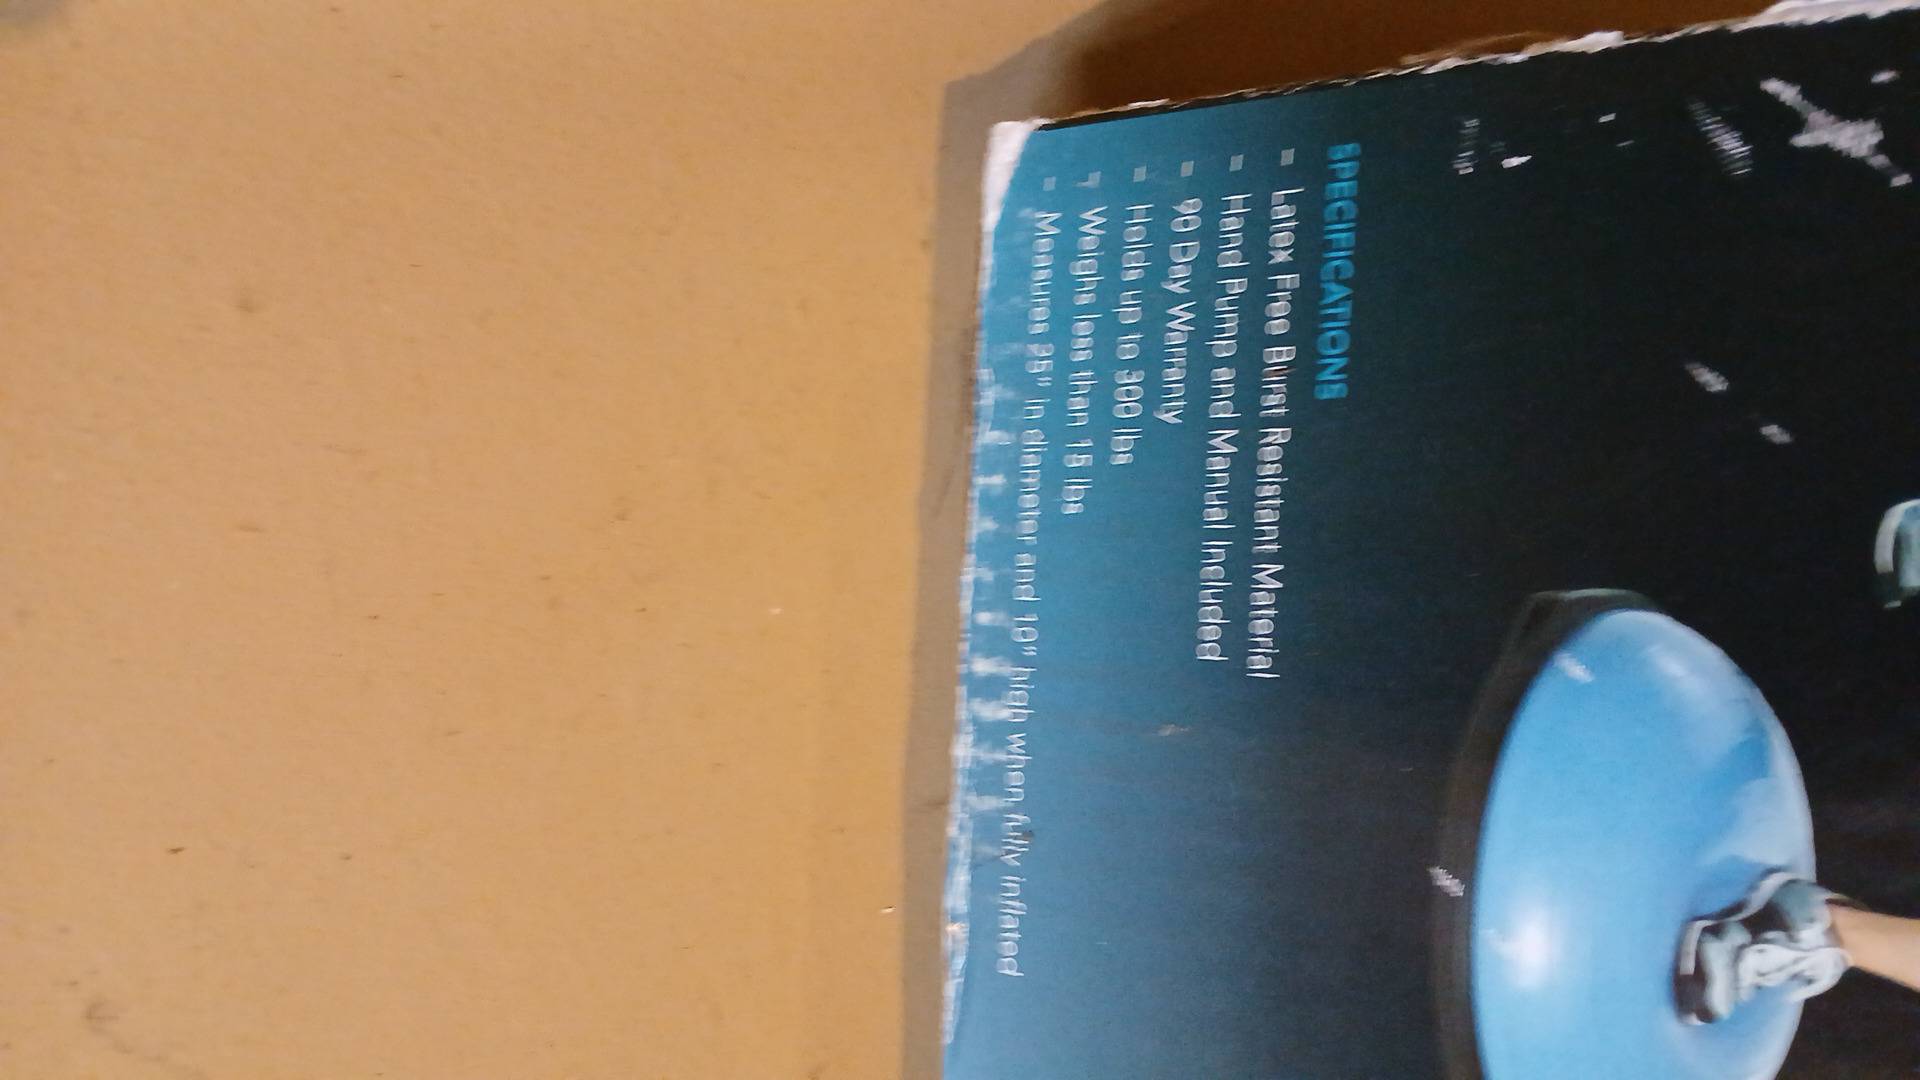 SPECIFICATIONS
Latex Free Burst Resistant Material
Hand Pump and Manual Included
90 Day Warranty
Holds up to 300 lbs
Weighs less than 15 lbs
Measures 25" in diameter and 10" high when fully inflated